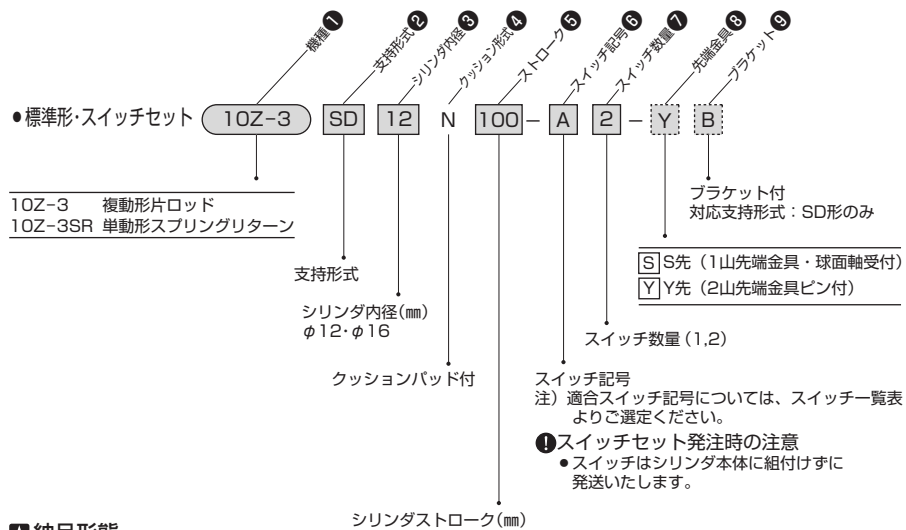 機種❶
支持形式❷
シリンダ内径❸
クッション形式❹
ストローク❺
スイッチ記号❻
スイッチ数量❼
先端金具❽
ブラケット❾
●標準形・スイッチセット 10Z-3 SD 12 N 100 - A 2 - Y B
10Z-3 複動形片ロッド
10Z-3SR 単動形スプリングリターン
支持形式
シリンダ内径(㎜)
φ12・φ16
クッションパッド付
シリンダストローク(㎜)
ブラケット付
対応支持形式：SD形のみ
S S先（1山先端金具・球面軸受付）
Y Y先（2山先端金具ピン付）
スイッチ数量(1,2)
スイッチ記号
注）適合スイッチ記号については、スイッチ一覧表
よりご選定ください。
❶スイッチセット発注時の注意
●スイッチはシリンダ本体に組付けずに
発送いたします。